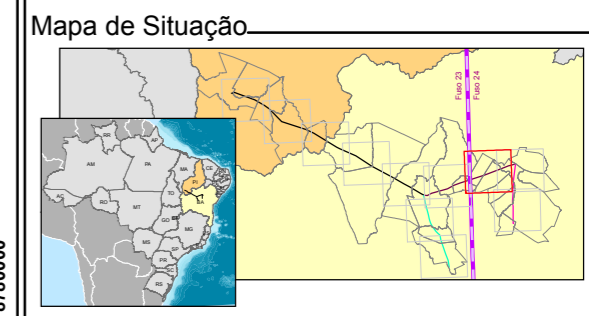 Mapa de Situação
Fuso 23
Fuso 24
RR
AP
AM
PA
MA
CE
PI
AC
TO
RO
BA
MT
GO
MG
MS
SP
PR
SC
RS